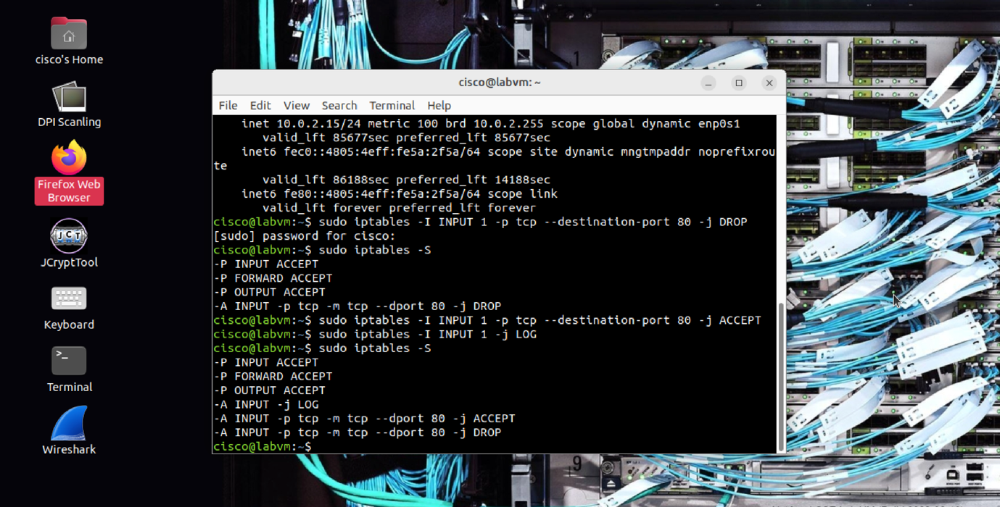 cisco's Home
DPI Scanling
Firefox Web
Browser
JCT
JCryptTool
Keyboard
>_
Terminal
Wireshark
cisco@labvm: ~
File Edit View Search Terminal Help
inet 10.0.2.15/24 metric 100 brd 10.0.2.255 scope global dynamic enp0s1
valid_lft 85677sec preferred_lft 85677sec
inet6 fec0::4805:4eff:fe5a:2f5a/64 scope site dynamic mngtmpaddr noprefixrou
te
valid_lft 86188sec preferred_lft 14188sec
inet6 fe80::4805:4eff:fe5a:2f5a/64 scope link
valid_lft forever preferred_lft forever
cisco@labvm:~$ sudo iptables -I INPUT 1 -p tcp --destination-port 80 -j DROP
[sudo] password for cisco:
cisco@labvm:~$ sudo iptables -S
-P INPUT ACCEPT
-P FORWARD ACCEPT
-P OUTPUT ACCEPT
-A INPUT -p tcp -m tcp --dport 80 -j DROP
cisco@labvm:~$ sudo iptables -I INPUT 1 -p tcp --destination-port 80 -j ACCEPT
cisco@labvm:~$ sudo iptables -I INPUT 1 -j LOG
cisco@labvm:~$ sudo iptables -S
-P INPUT ACCEPT
-P FORWARD ACCEPT
-P OUTPUT ACCEPT
-A INPUT -j LOG
-A INPUT -p tcp -m tcp --dport 80 -j ACCEPT
-A INPUT -p tcp -m tcp --dport 80 -j DROP
cisco@labvm:~$
1
9